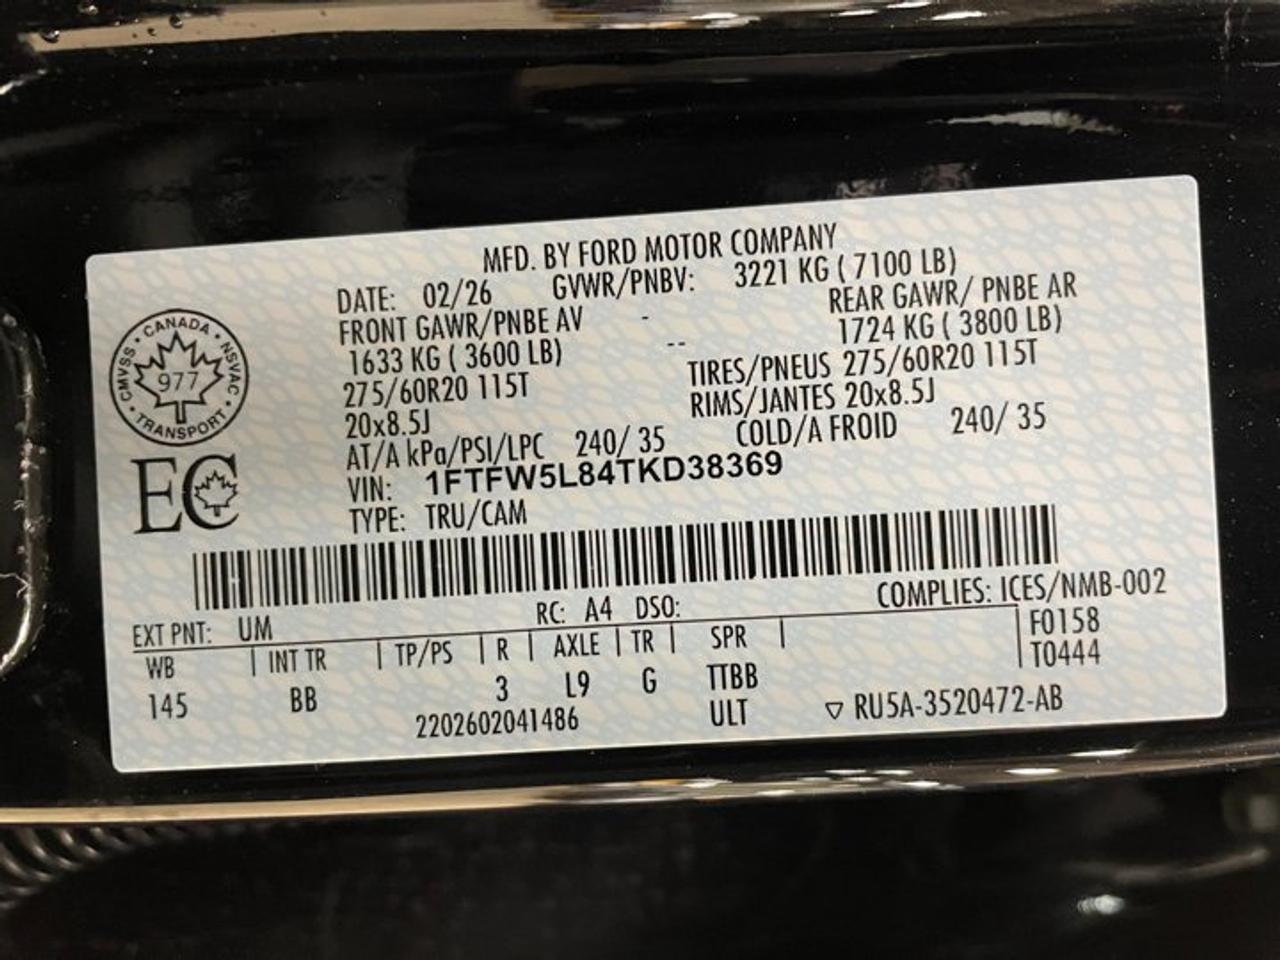 MFD. BY FORD MOTOR COMPANY
DATE: 02/26 GVWR/PNBV: 3221 KG ( 7100 LB)
FRONT GAWR/PNBE AV - REAR GAWR/ PNBE AR
1633 KG ( 3600 LB) -- 1724 KG ( 3800 LB)
275/60R20 115T TIRES/PNEUS 275/60R20 115T
20x8.5J RIMS/JANTES 20x8.5J
AT/A kPa/PSI/LPC 240/ 35 COLD/A FROID 240/ 35
VIN: 1FTFW5L84TKD38369
TYPE: TRU/CAM
CANADA
CMVSS 977 NSVAC
TRANSPORT
EC
COMPLIES: ICES/NMB-002
EXT PNT: UM RC: A4 DSO: F0158
WB | INT TR | TP/PS | R | AXLE | TR | SPR | T0444
145 BB 3 L9 G TTBB
2202602041486 ULT ▽ RU5A-3520472-AB